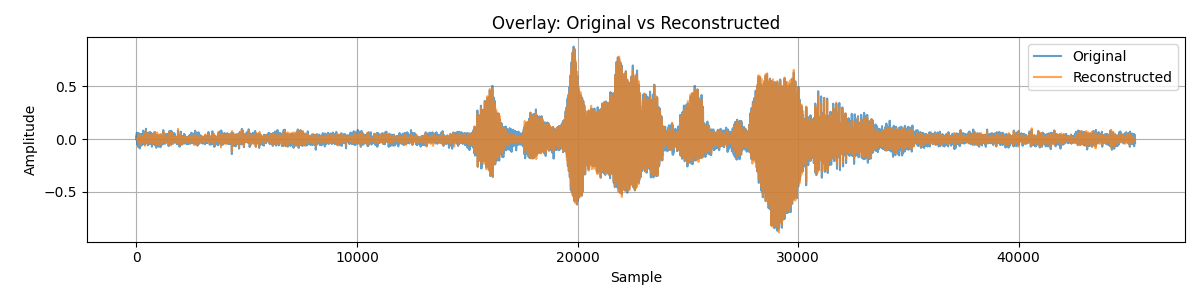 Overlay: Original vs Reconstructed
Original
Reconstructed
Amplitude
0.5
0.0
−0.5
0
10000
20000
30000
40000
Sample